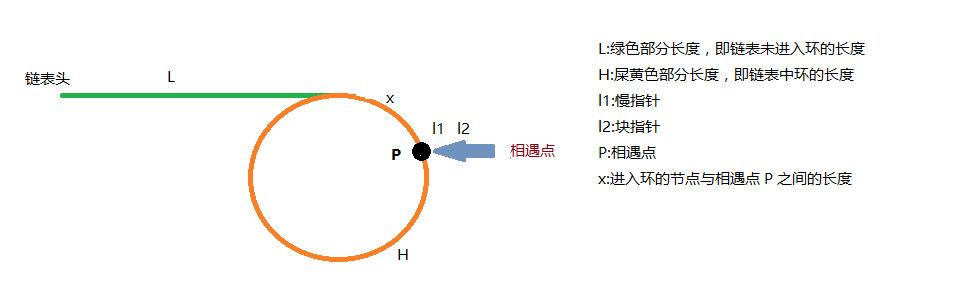 链表头
L
x
l1 l2
P
相遇点
H
L:绿色部分长度，即链表未进入环的长度
H:屎黄色部分长度，即链表中环的长度
l1:慢指针
l2:块指针
P:相遇点
x:进入环的节点与相遇点 P 之间的长度